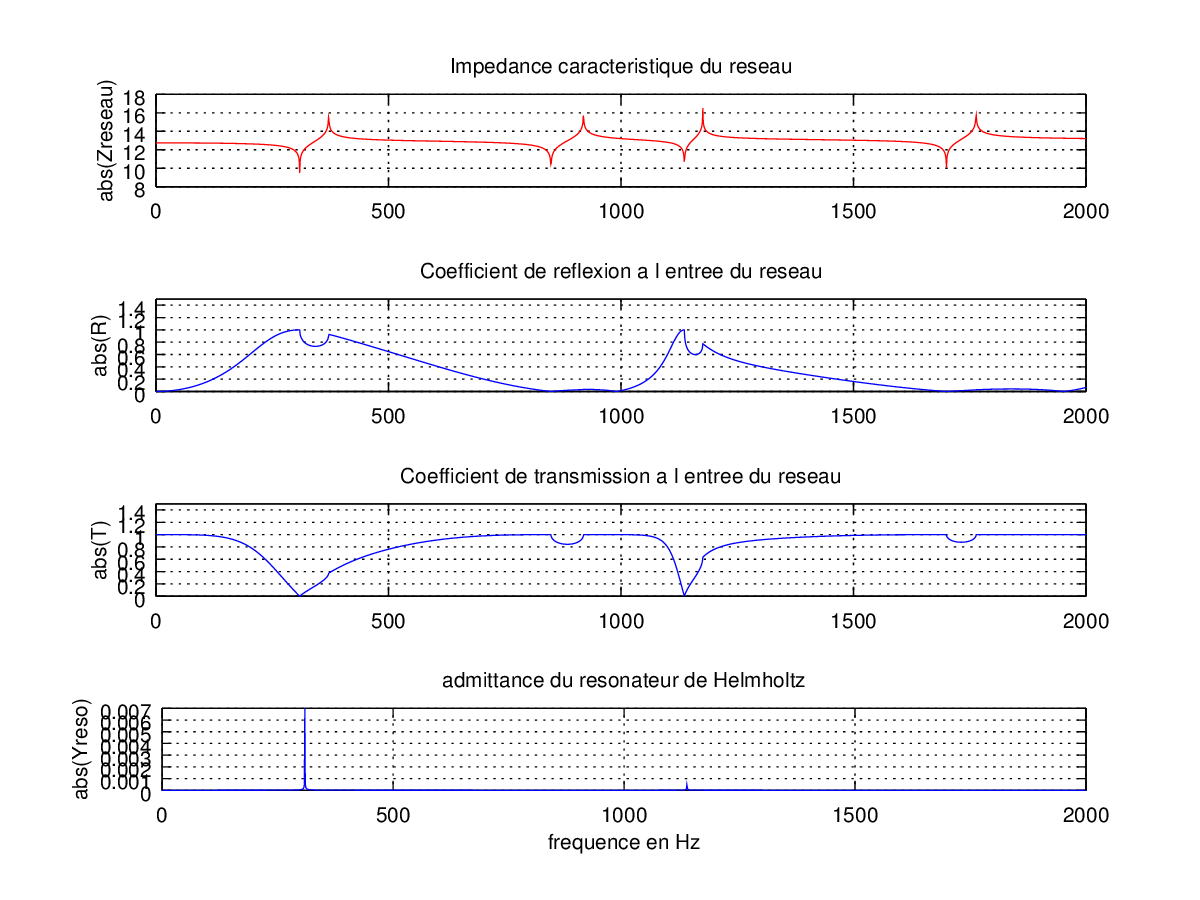 Impedance caracteristique du reseau
abs(Zreseau)
18
16
14
12
10
8
0 500 1000 1500 2000
Coefficient de reflexion a l entree du reseau
abs(R)
1.4
1.2
1
0.8
0.6
0.4
0.2
0
0 500 1000 1500 2000
Coefficient de transmission a l entree du reseau
abs(T)
1.4
1.2
1
0.8
0.6
0.4
0.2
0
0 500 1000 1500 2000
admittance du resonateur de Helmholtz
abs(Yreso)
0.007
0.006
0.005
0.004
0.003
0.002
0.001
0
0 500 1000 1500 2000
frequence en Hz